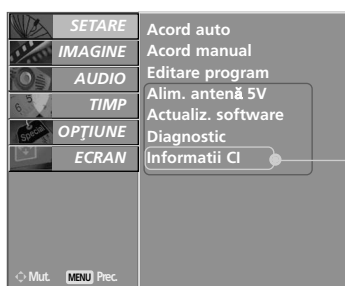 SETARE
IMAGINE
AUDIO
TIMP
OPŢIUNE
ECRAN
Acord auto
Acord manual
Editare program
Alim. antenă 5V
Actualiz. software
Diagnostic
Informatii CI
Mut. MENU Prec.